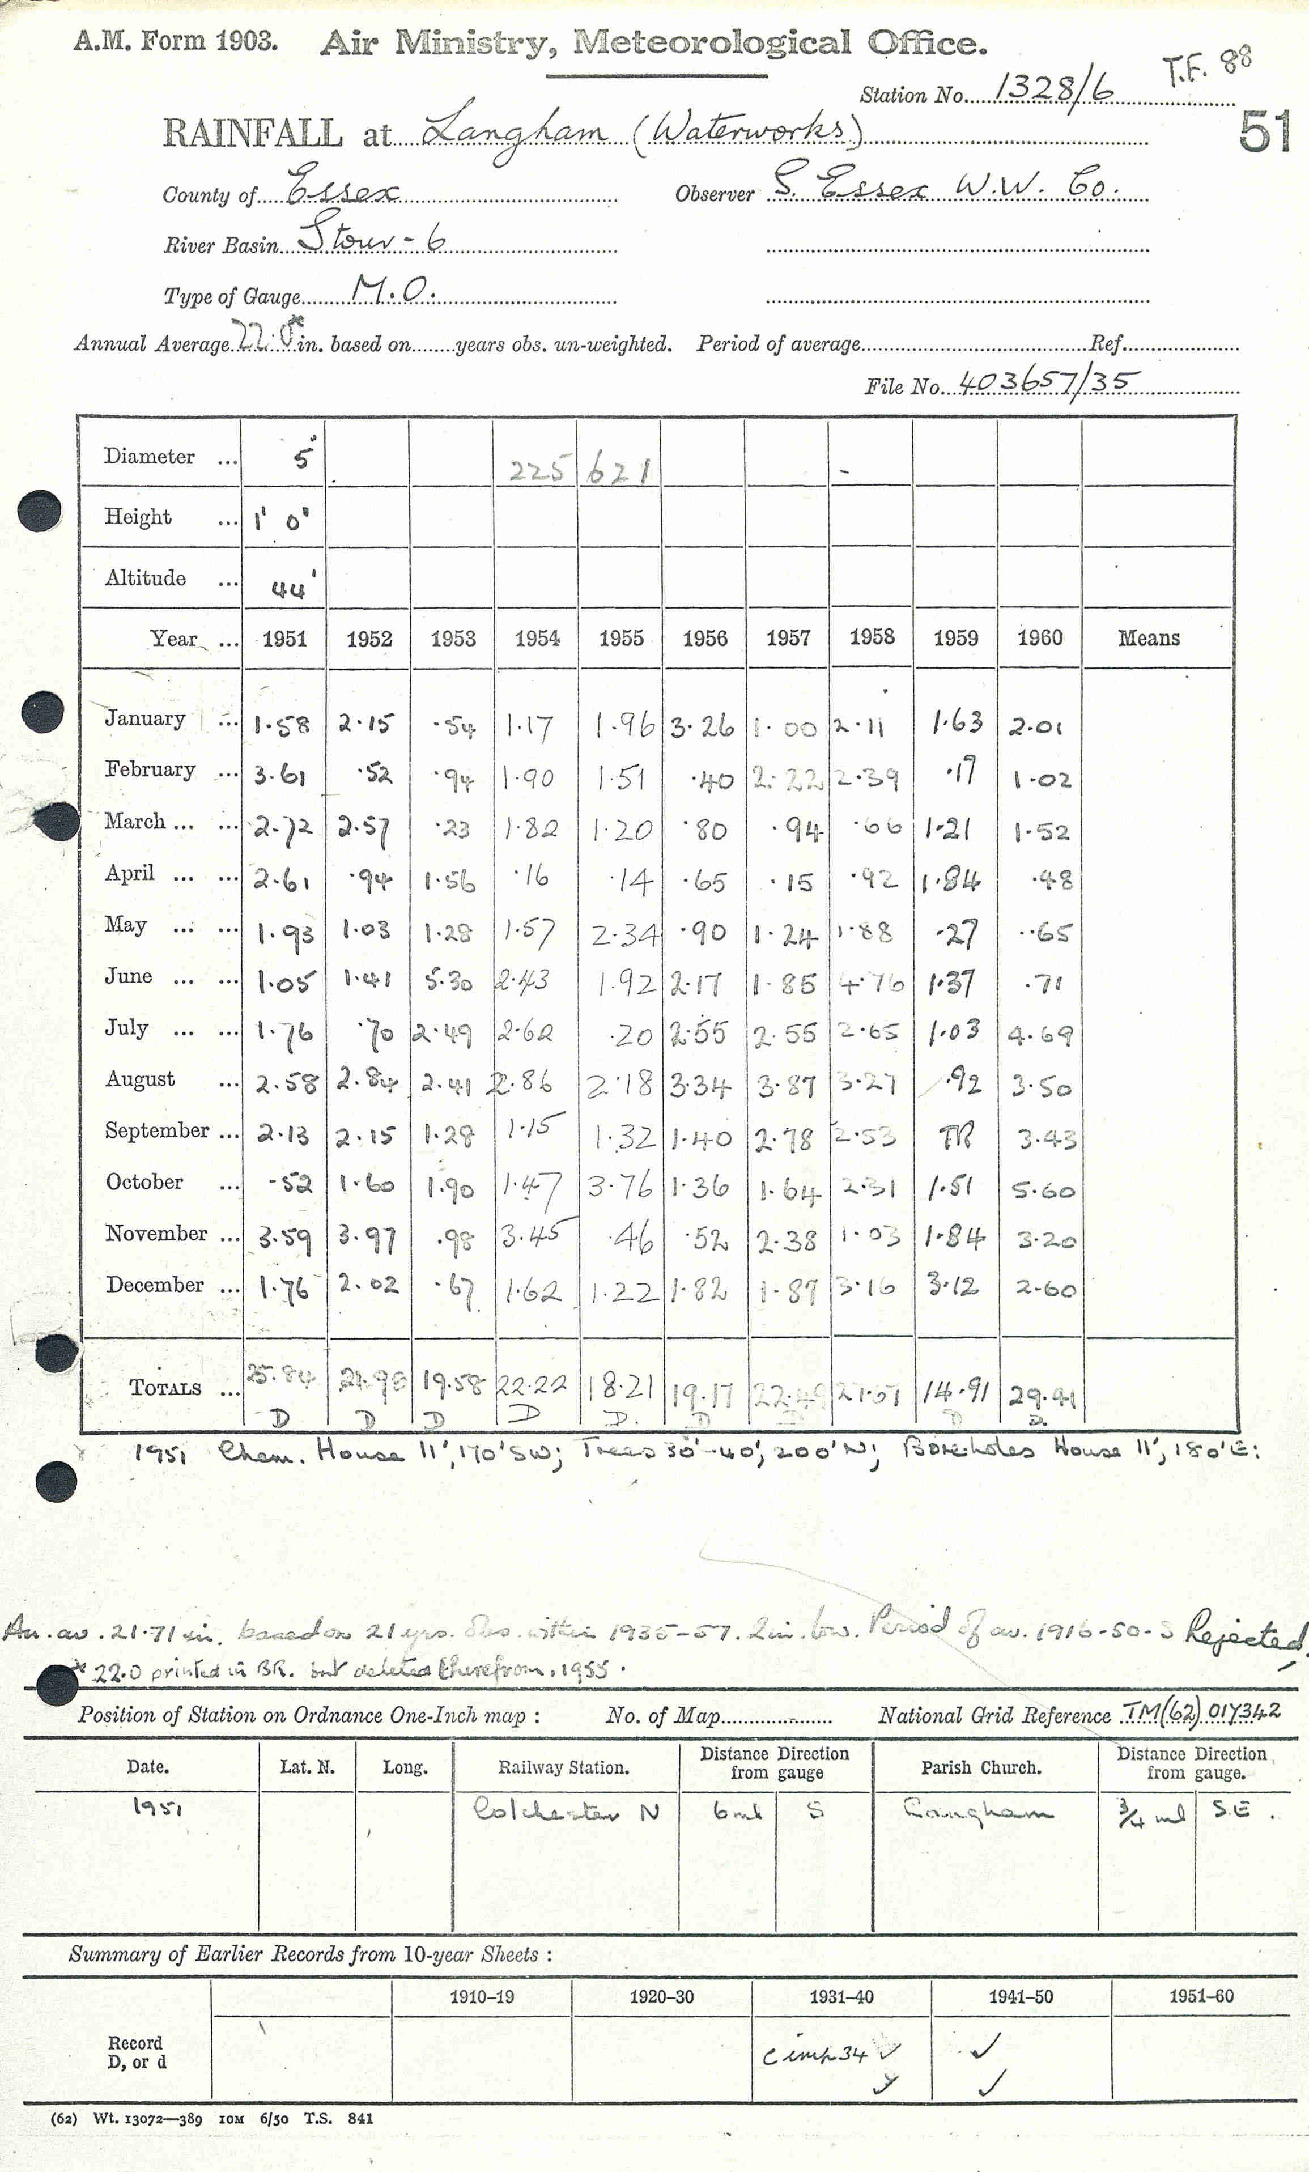 A.M. Form 1903. Air Ministry, Meteorological Office.
T.F. 88
Station No. 1328/6
RAINFALL at Langham (Waterworks) 51
County of Essex Observer S. Essex W.W. Co.
River Basin Stour - 6
Type of Gauge M.O.
Annual Average 22.0* in. based on years obs. un-weighted. Period of average Ref.
File No. 403657/35
Diameter ... 5" 225 621
Height ... 1' 0"
Altitude ... 44'
Year ... 1951 1952 1953 1954 1955 1956 1957 1958 1959 1960 Means
January ... 1.58 2.15 .54 1.17 1.96 3.26 1.00 2.11 1.63 2.01
February ... 3.61 .52 .94 1.90 1.51 .40 2.22 2.39 .17 1.02
March ... ... 2.72 2.57 .23 1.82 1.20 .80 .94 .66 1.21 1.52
April ... ... 2.61 .94 1.56 .16 .14 .65 .15 .92 1.84 .48
May ... ... 1.93 1.03 1.28 1.57 2.34 .90 1.24 1.88 .27 .65
June ... ... 1.05 1.41 5.30 2.43 1.92 2.17 1.85 4.76 1.37 .71
July ... ... 1.76 .70 2.49 2.62 .20 2.55 2.55 2.65 1.03 4.69
August ... 2.58 2.84 2.41 2.86 2.18 3.34 3.87 3.27 .92 3.50
September ... 2.13 2.15 1.28 1.15 1.32 1.40 2.78 2.53 TR 3.43
October ... .52 1.60 1.90 1.47 3.76 1.36 1.64 2.31 1.51 5.60
November ... 3.59 3.97 .98 3.45 .46 .52 2.38 1.03 1.84 3.20
December ... 1.76 2.02 .67 1.62 1.22 1.82 1.87 3.16 3.12 2.60
TOTALS ... 25.84 21.90 19.58 22.22 18.21 19.17 22.49 27.67 14.91 29.41
D D D D D. D D D.
1951 Chem. House 11', 170' SW; Trees 30'-40', 200' N; Boreholes House 11', 180' E:
An. av. 21.71 in. based on 21 yrs. Obs. within 1935-57. 2 in. low. Period of av. 1916-50. S Rejected.
* 22.0 printed in BR. but deleted therefrom, 1955.
Position of Station on Ordnance One-Inch map : No. of Map National Grid Reference TM(62) 017342
Date. Lat. N. Long. Railway Station. Distance Direction from gauge Parish Church. Distance Direction from gauge.
1951 Colchester N 6 ml S Langham 3/4 ml S.E.
Summary of Earlier Records from 10-year Sheets :
1910–19 1920–30 1931–40 1941–50 1951–60
Record
D, or d c imp 34 ✓ ✓
✓ ✓
(62) Wt. 13072—389 10M 6/50 T.S. 841